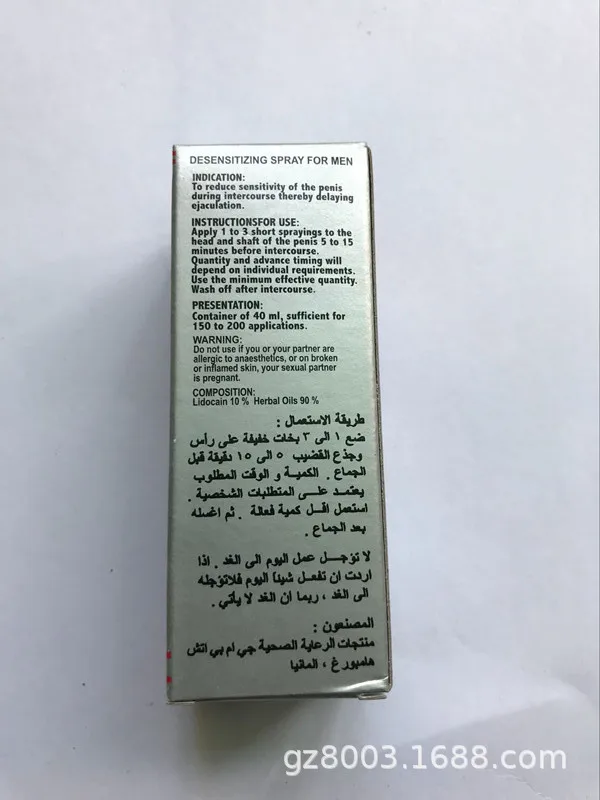 DESENSITIZING SPRAY FOR MEN
INDICATION:
To reduce sensitivity of the penis
during intercourse thereby delaying
ejaculation.
INSTRUCTIONSFOR USE:
Apply 1 to 3 short sprayings to the
head and shaft of the penis 5 to 15
minutes before intercourse.
Quantity and advance timing will
depend on individual requirements.
Use the minimum effective quantity.
Wash off after intercourse.
PRESENTATION:
Container of 40 ml, sufficient for
150 to 200 applications.
WARNING:
Do not use if you or your partner are
allergic to anaesthetics, or on broken
or inflamed skin, your sexual partner
is pregnant.
COMPOSITION:
Lidocain 10 % Herbal Oils 90 %
طريقة الاستعمال :
ضع ١ الى ٣ بخات خفيفة على رأس
وجذع القضيب ٥ الى ١٥ دقيقة قبل
الجماع . الكمية و الوقت المطلوب
يعتمد على المتطلبات الشخصية .
استعمل اقل كمية فعالة . ثم اغسله
بعد الجماع .
لا تؤجل عمل اليوم الى الغد . اذا
اردت ان تفعل شيئا اليوم فلاتؤجله
الى الغد ، ربما ان الغد لا يأتي .
المصنعون :
منتجات الرعاية الصحية جي ام بي اتش
هامبورغ ، المانيا
gz8003.1688.com